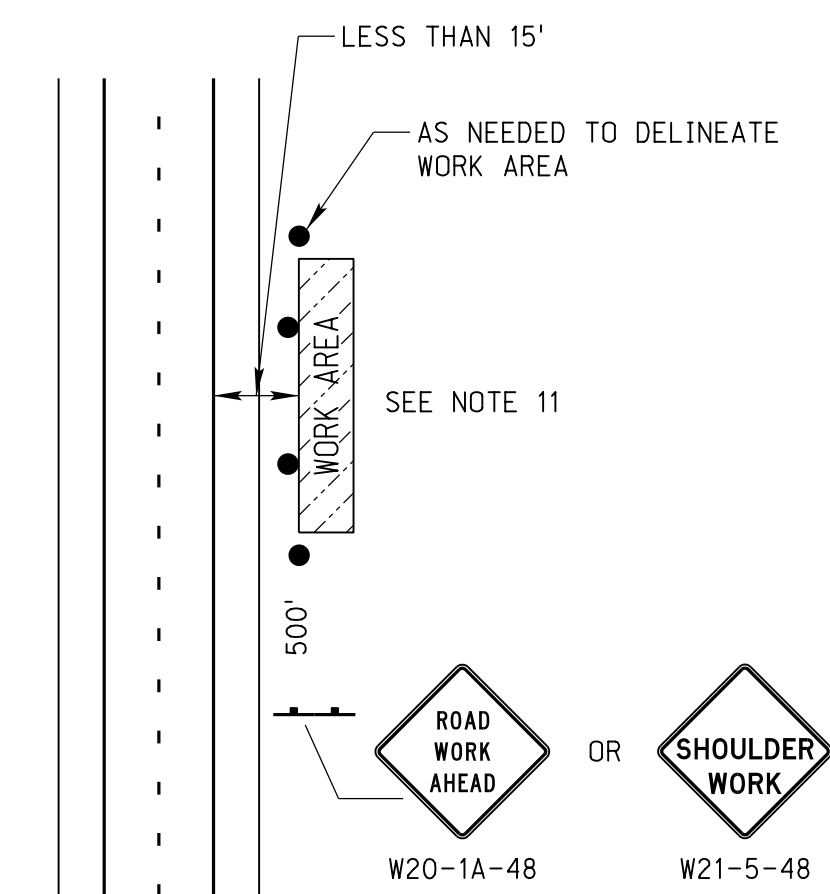 LESS THAN 15'
AS NEEDED TO DELINEATE
WORK AREA
WORK AREA
SEE NOTE 11
500'
ROAD
WORK
AHEAD
OR
SHOULDER
WORK
W20-1A-48
W21-5-48